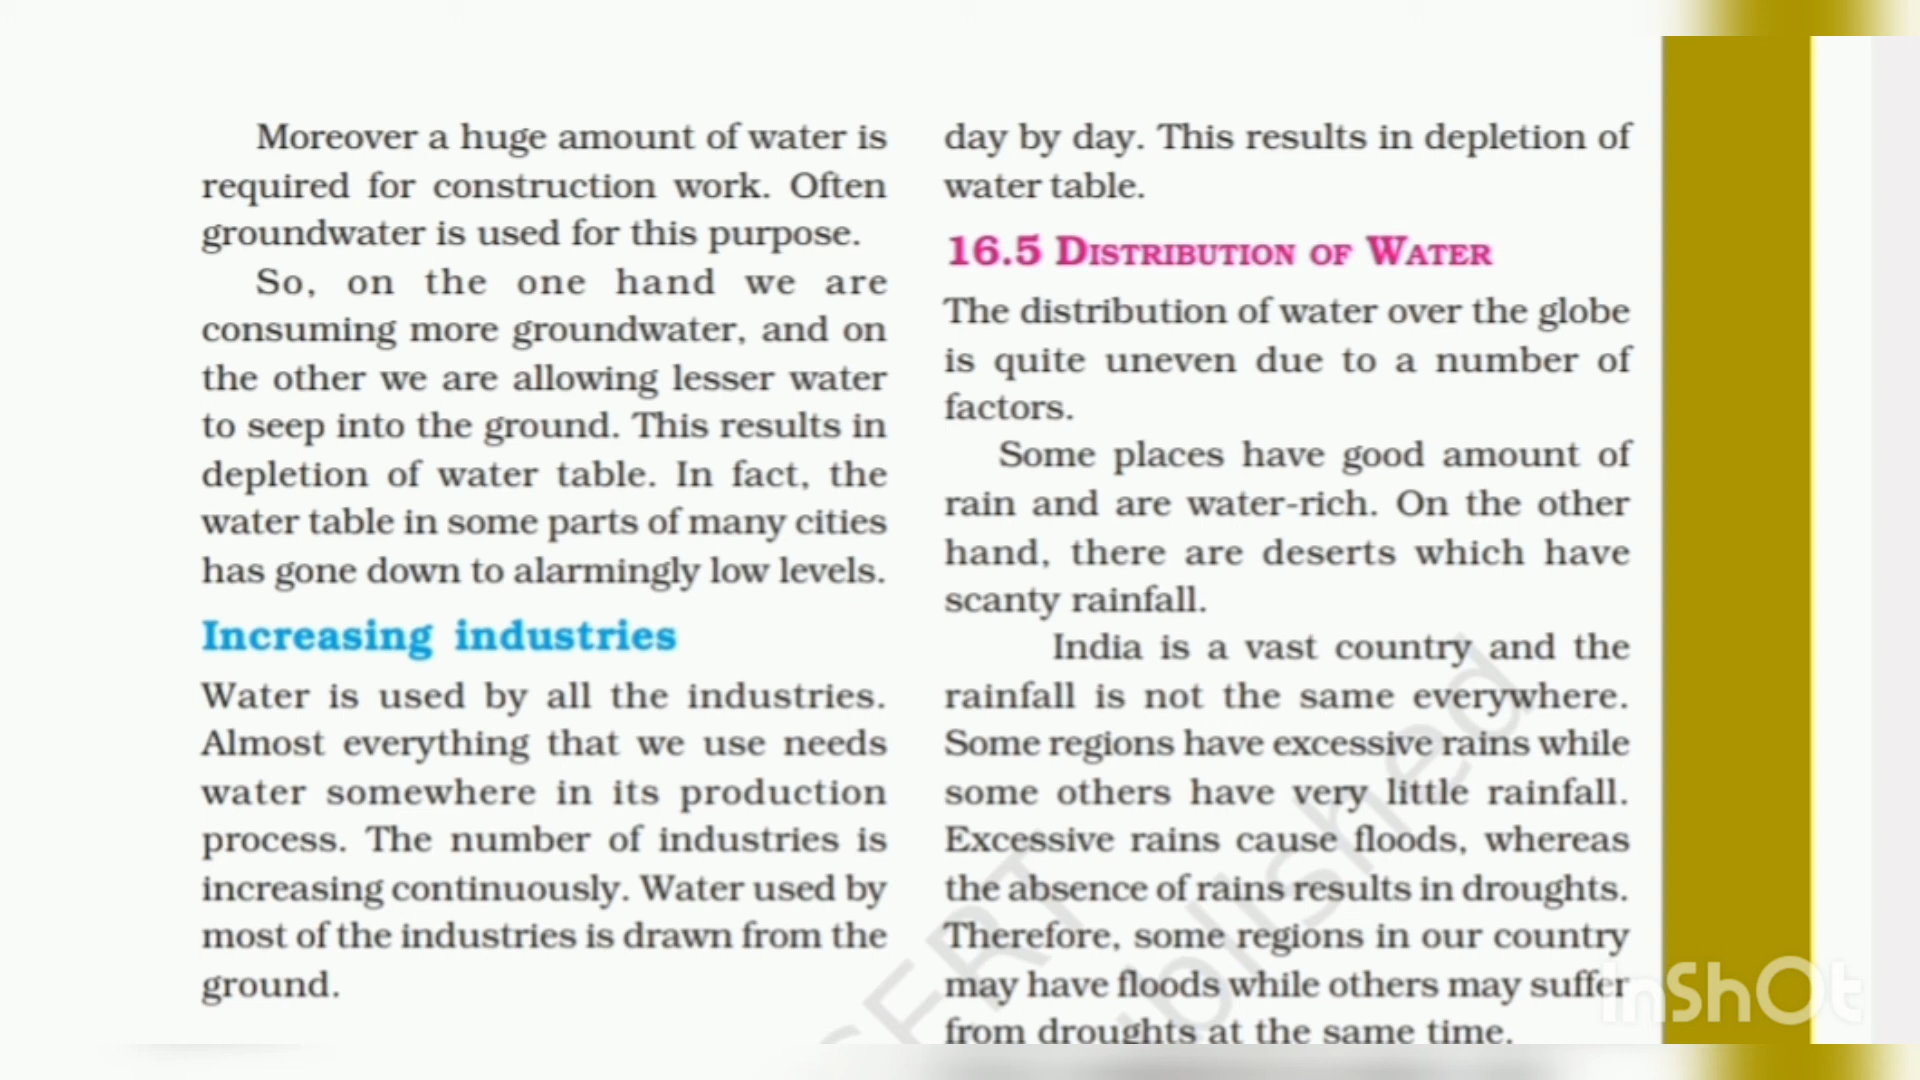 Moreover a huge amount of water is
required for construction work. Often
groundwater is used for this purpose.
So, on the one hand we are
consuming more groundwater, and on
the other we are allowing lesser water
to seep into the ground. This results in
depletion of water table. In fact, the
water table in some parts of many cities
has gone down to alarmingly low levels.
Increasing industries
Water is used by all the industries.
Almost everything that we use needs
water somewhere in its production
process. The number of industries is
increasing continuously. Water used by
most of the industries is drawn from the
ground.
day by day. This results in depletion of
water table.
16.5 DISTRIBUTION OF WATER
The distribution of water over the globe
is quite uneven due to a number of
factors.
Some places have good amount of
rain and are water-rich. On the other
hand, there are deserts which have
scanty rainfall.
India is a vast country and the
rainfall is not the same everywhere.
Some regions have excessive rains while
some others have very little rainfall.
Excessive rains cause floods, whereas
the absence of rains results in droughts.
Therefore, some regions in our country
may have floods while others may suffer
from droughts at the same time.
InShOt